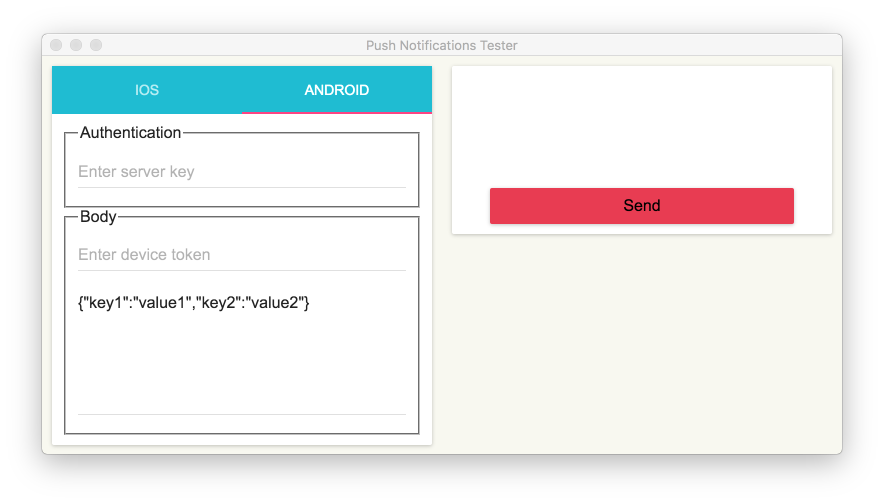 Push Notifications Tester
IOS
ANDROID
Authentication
Enter server key
Body
Enter device token
{"key1":"value1","key2":"value2"}
Send